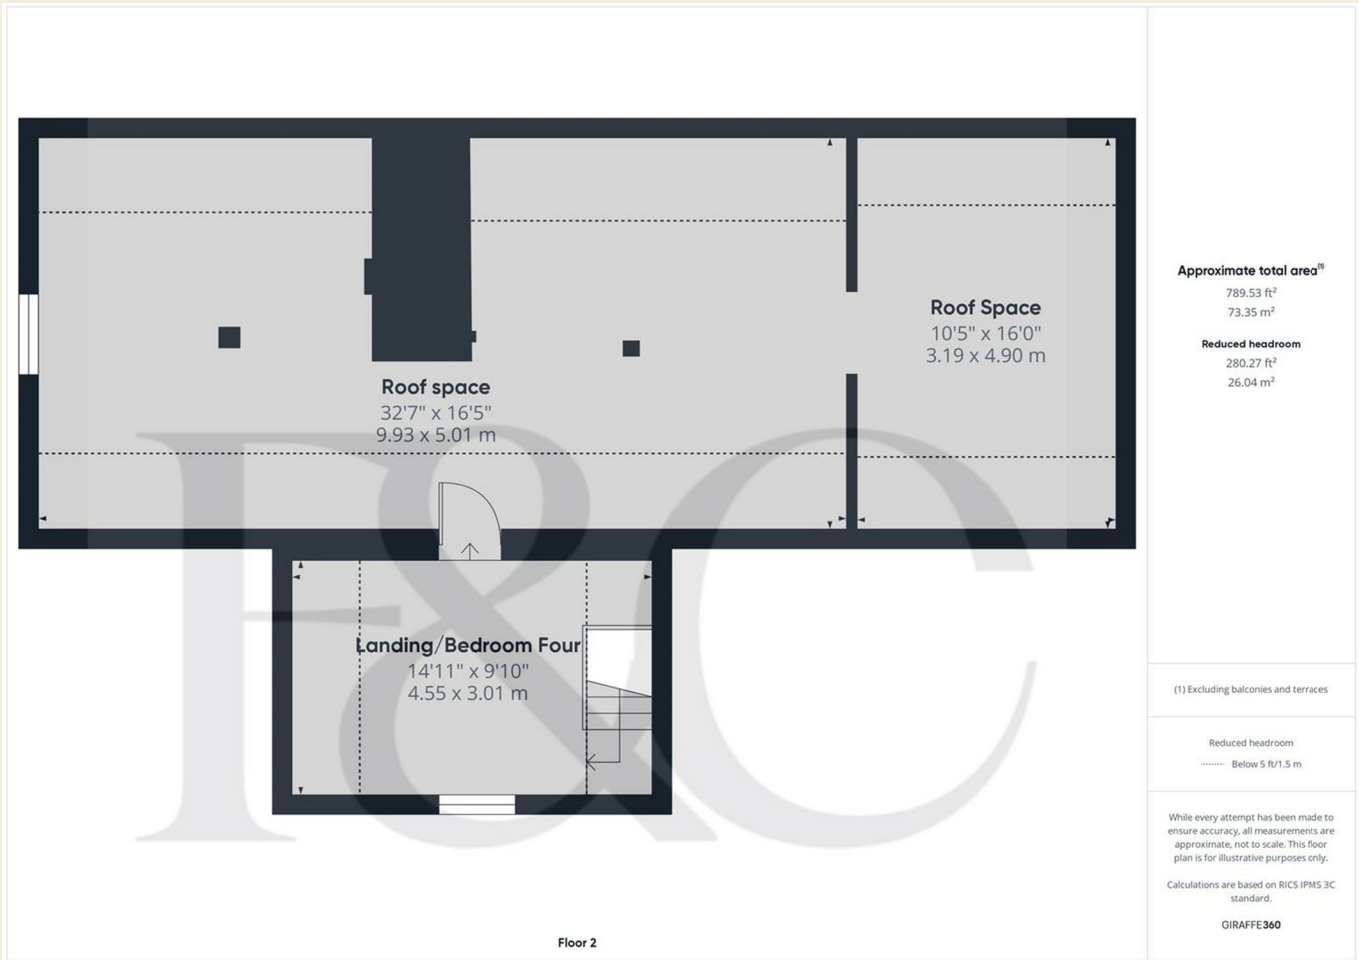 Roof space
32'7" x 16'5"
9.93 x 5.01 m
Roof Space
10'5" x 16'0"
3.19 x 4.90 m
Landing/Bedroom Four
14'11" x 9'10"
4.55 x 3.01 m
F&C
Floor 2
Approximate total area(1)
789.53 ft²
73.35 m²
Reduced headroom
280.27 ft²
26.04 m²
(1) Excluding balconies and terraces
Reduced headroom
Below 5 ft/1.5 m
While every attempt has been made to
ensure accuracy, all measurements are
approximate, not to scale. This floor
plan is for illustrative purposes only.
Calculations are based on RICS IPMS 3C
standard.
GIRAFFE360